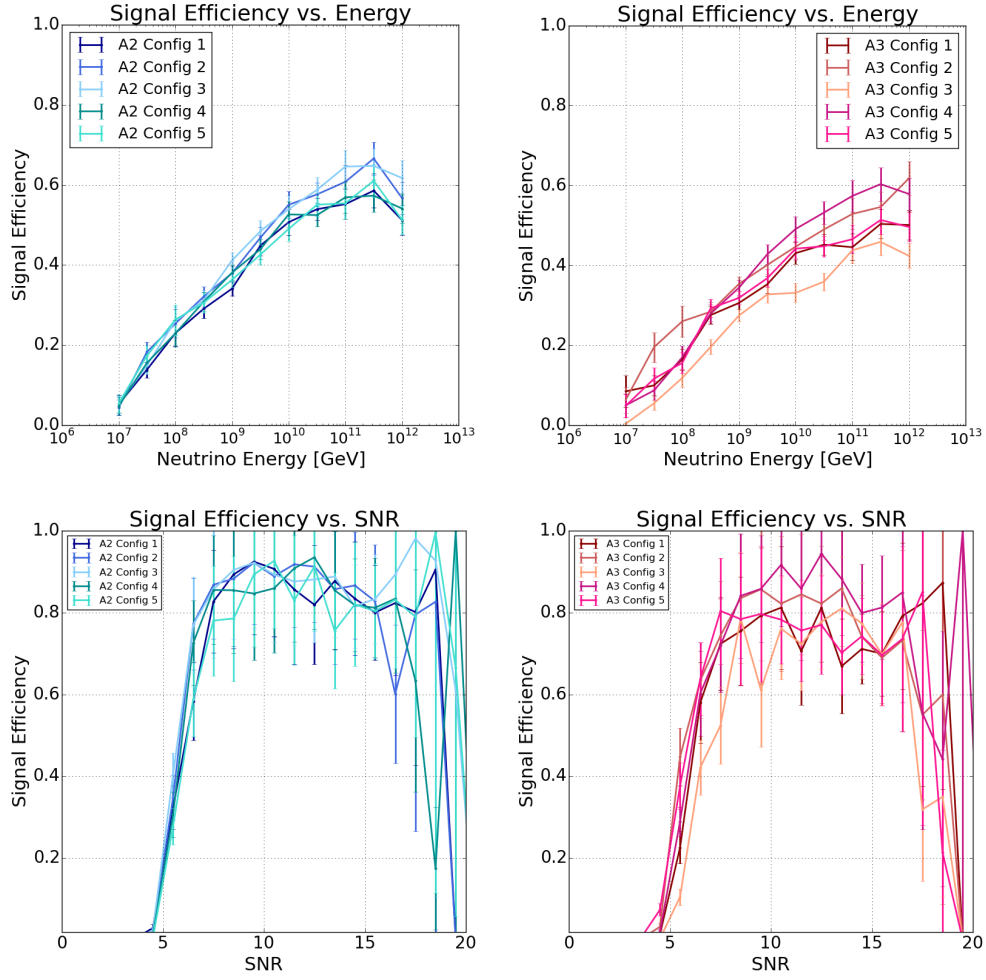 Signal Efficiency vs. Energy
1.0
0.8
0.6
0.4
0.2
0.0
Signal Efficiency
A2 Config 1
A2 Config 2
A2 Config 3
A2 Config 4
A2 Config 5
10^6
10^7
10^8
10^9
10^10
10^11
10^12
10^13
Neutrino Energy [GeV]
Signal Efficiency vs. Energy
1.0
0.8
0.6
0.4
0.2
0.0
Signal Efficiency
A3 Config 1
A3 Config 2
A3 Config 3
A3 Config 4
A3 Config 5
10^6
10^7
10^8
10^9
10^10
10^11
10^12
10^13
Neutrino Energy [GeV]
Signal Efficiency vs. SNR
1.0
0.8
0.6
0.4
0.2
Signal Efficiency
A2 Config 1
A2 Config 2
A2 Config 3
A2 Config 4
A2 Config 5
0
5
10
15
20
SNR
Signal Efficiency vs. SNR
1.0
0.8
0.6
0.4
0.2
Signal Efficiency
A3 Config 1
A3 Config 2
A3 Config 3
A3 Config 4
A3 Config 5
0
5
10
15
20
SNR